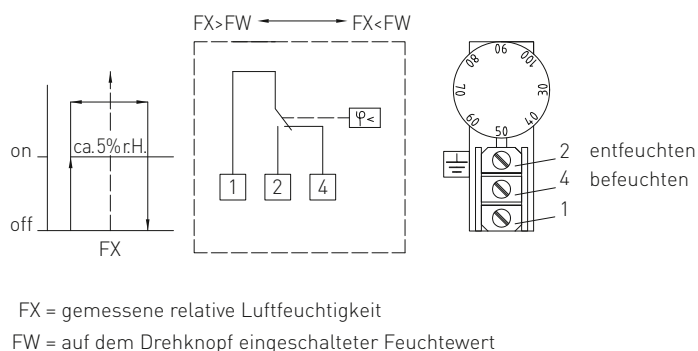 FX>FW FX<FW
on
off
ca.5%r.H.
FX
φ<
1 2 4
30 40 50 60 70 80 90 100
2 entfeuchten
4 befeuchten
1
FX = gemessene relative Luftfeuchtigkeit
FW = auf dem Drehknopf eingeschalteter Feuchtewert